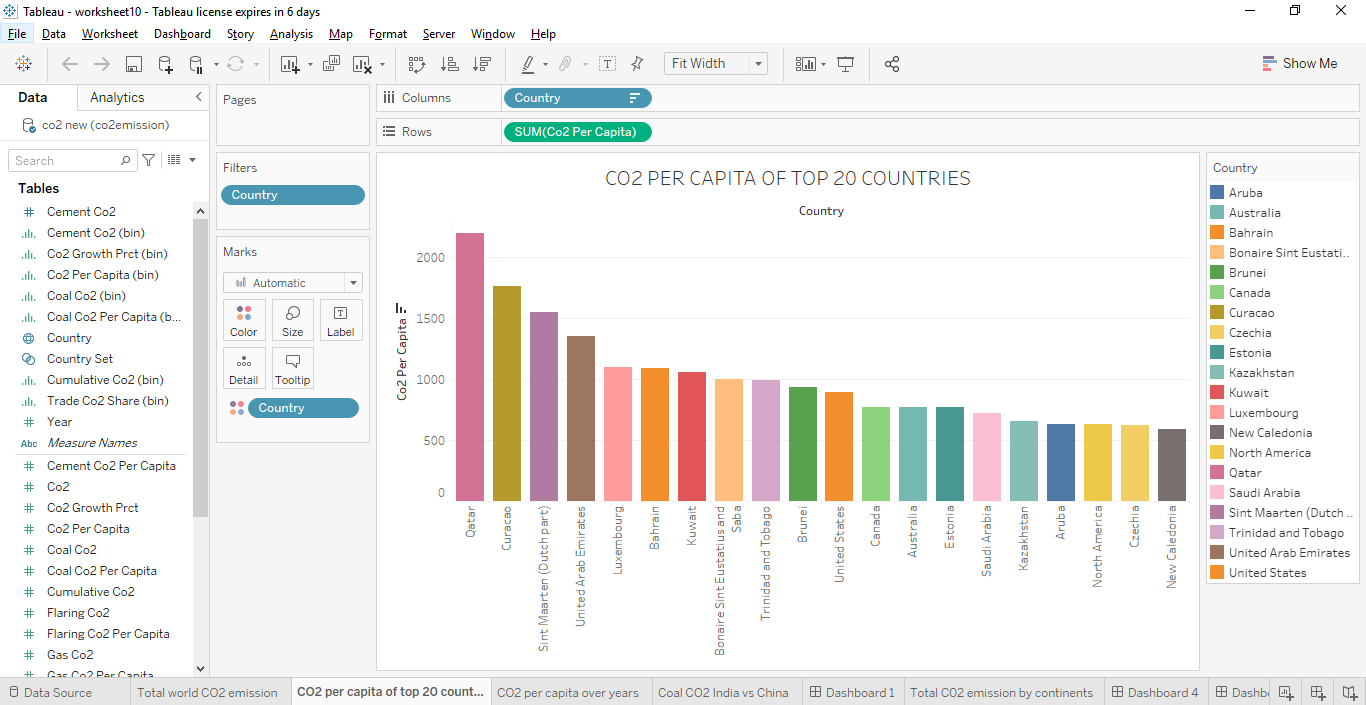 Tableau - worksheet10 - Tableau license expires in 6 days
File Data Worksheet Dashboard Story Analysis Map Format Server Window Help
Fit Width
Show Me
Data Analytics
co2 new (co2emission)
Search
Tables
Cement Co2
Cement Co2 (bin)
Co2 Growth Prct (bin)
Co2 Per Capita (bin)
Coal Co2 (bin)
Coal Co2 Per Capita (b...
Country
Country Set
Cumulative Co2 (bin)
Trade Co2 Share (bin)
Year
Abc Measure Names
Cement Co2 Per Capita
Co2
Co2 Growth Prct
Co2 Per Capita
Coal Co2
Coal Co2 Per Capita
Cumulative Co2
Flaring Co2
Flaring Co2 Per Capita
Gas Co2
Gas Co2 Per Capita
Pages
Filters
Country
Marks
Automatic
Color Size Label
Detail Tooltip
Country
Columns Country
Rows SUM(Co2 Per Capita)
CO2 PER CAPITA OF TOP 20 COUNTRIES
Country
Co2 Per Capita
2000
1500
1000
500
0
Qatar
Curacao
Sint Maarten (Dutch part)
United Arab Emirates
Luxembourg
Bahrain
Kuwait
Bonaire Sint Eustatius and
Saba
Trinidad and Tobago
Brunei
United States
Canada
Australia
Estonia
Saudi Arabia
Kazakhstan
Aruba
North America
Czechia
New Caledonia
Country
Aruba
Australia
Bahrain
Bonaire Sint Eustati..
Brunei
Canada
Curacao
Czechia
Estonia
Kazakhstan
Kuwait
Luxembourg
New Caledonia
North America
Qatar
Saudi Arabia
Sint Maarten (Dutch ..
Trinidad and Tobago
United Arab Emirates
United States
Data Source Total world CO2 emission CO2 per capita of top 20 count... CO2 per capita over years Coal CO2 India vs China Dashboard 1 Total CO2 emission by continents Dashboard 4 Dashb